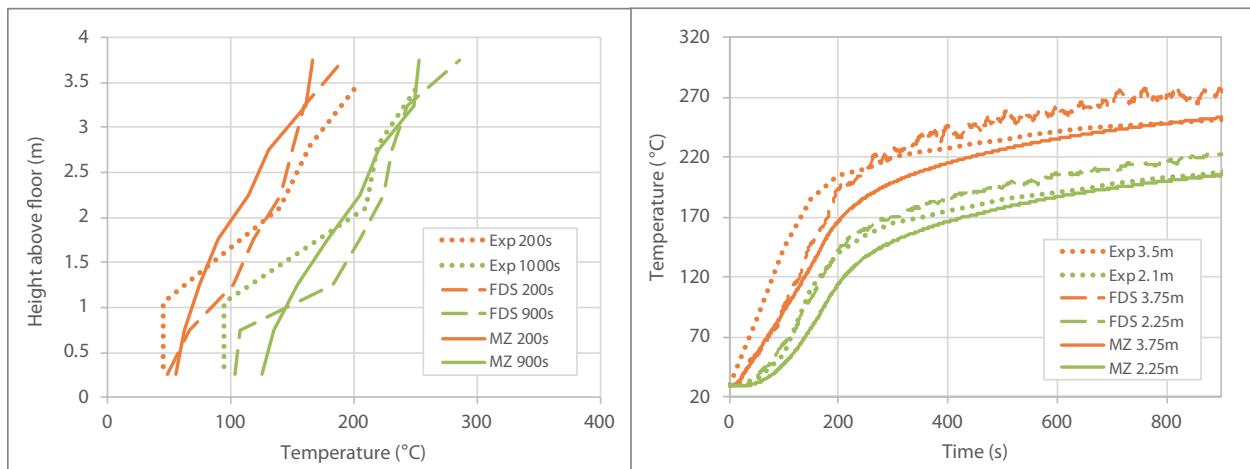 4
3.5
3
2.5
2
1.5
1
0.5
0
0
100
200
300
400
Height above floor (m)
Temperature (°C)
Exp 200s
Exp 1000s
FDS 200s
FDS 900s
MZ 200s
MZ 900s
320
270
220
170
120
70
20
0
200
400
600
800
Temperature (°C)
Time (s)
Exp 3.5m
Exp 2.1m
FDS 3.75m
FDS 2.25m
MZ 3.75m
MZ 2.25m